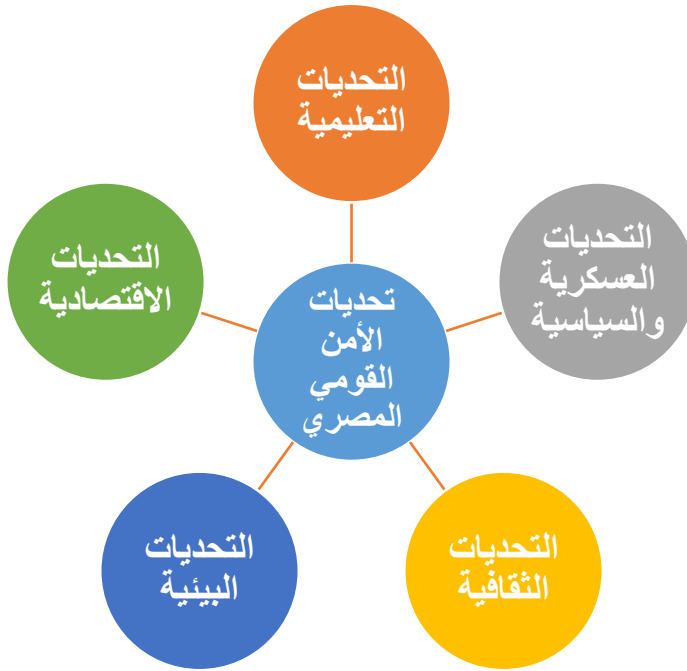 التحديات
التعليمية
التحديات
العسكرية
والسياسية
التحديات
الاقتصادية
تحديات
الأمن
القومي
المصري
التحديات
الثقافية
التحديات
البيئية